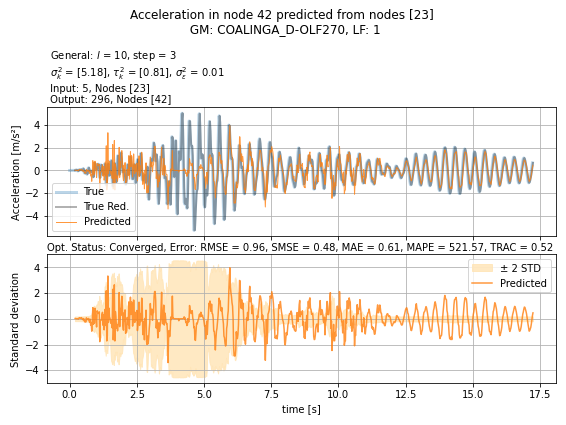 Acceleration in node 42 predicted from nodes [23]
GM: COALINGA_D-OLF270, LF: 1
General: l = 10, step = 3
σ²ₖ = [5.18], τ²ₖ = [0.81], σ²ε = 0.01
Input: 5, Nodes [23]
Output: 296, Nodes [42]
Acceleration [m/s²]
4
2
0
−2
−4
True
True Red.
Predicted
Opt. Status: Converged, Error: RMSE = 0.96, SMSE = 0.48, MAE = 0.61, MAPE = 521.57, TRAC = 0.52
Standard deviation
4
2
0
−2
−4
± 2 STD
Predicted
0.0 2.5 5.0 7.5 10.0 12.5 15.0 17.5
time [s]